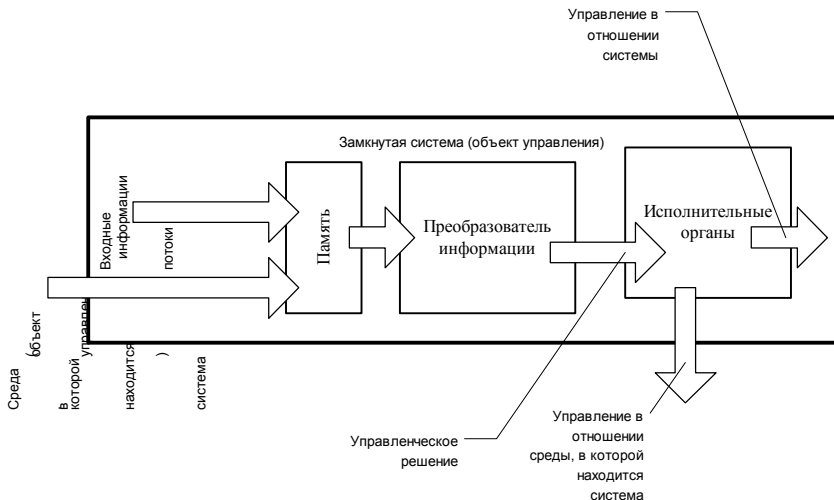 Управление в
отношении
системы
Замкнутая система (объект управления)
Входные
информации
потоки
Память
Преобразователь
информации
Исполнительные
органы
Среда (объект
управлен
в
которой
находится )
система
Управленческое
решение
Управление в
отношении
среды, в которой
находится
система